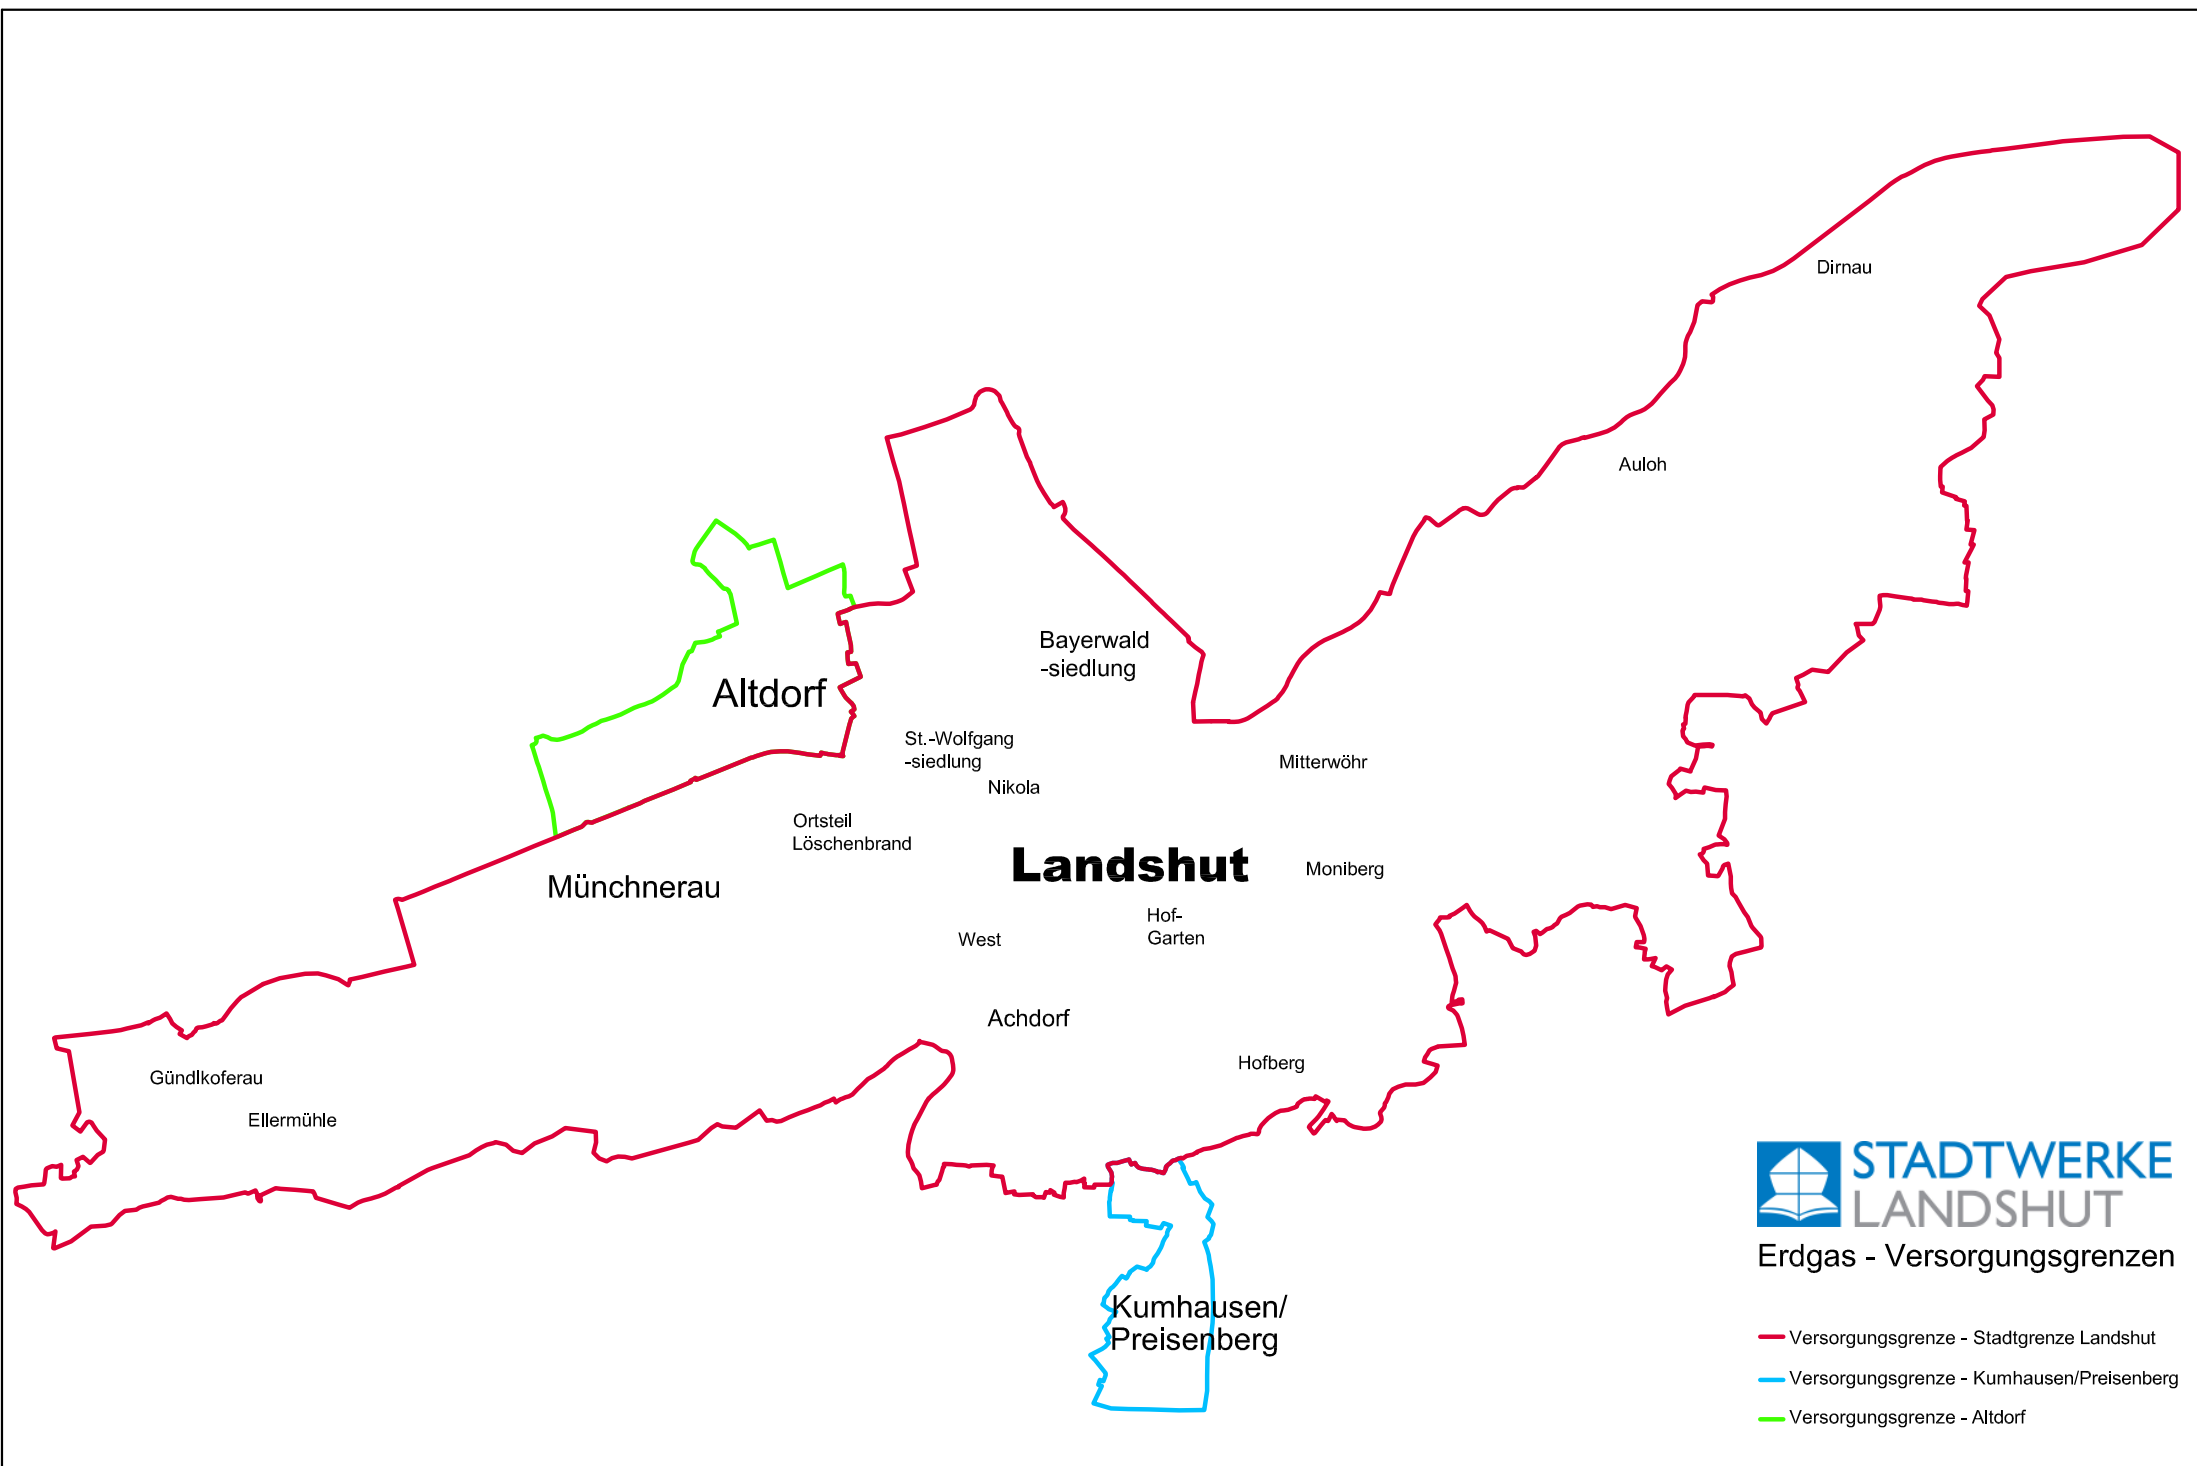 Dirnau
Auloh
Bayerwald
-siedlung
Altdorf
St.-Wolfgang
-siedlung
Nikola
Mitterwöhr
Ortsteil
Löschenbrand
Landshut
Moniberg
Münchnerau
Hof-
Garten
West
Achdorf
Hofberg
Gündlkoferau
Ellermühle
Kumhausen/
Preisenberg
STADTWERKE
LANDSHUT
Erdgas - Versorgungsgrenzen
Versorgungsgrenze - Stadtgrenze Landshut
Versorgungsgrenze - Kumhausen/Preisenberg
Versorgungsgrenze - Altdorf